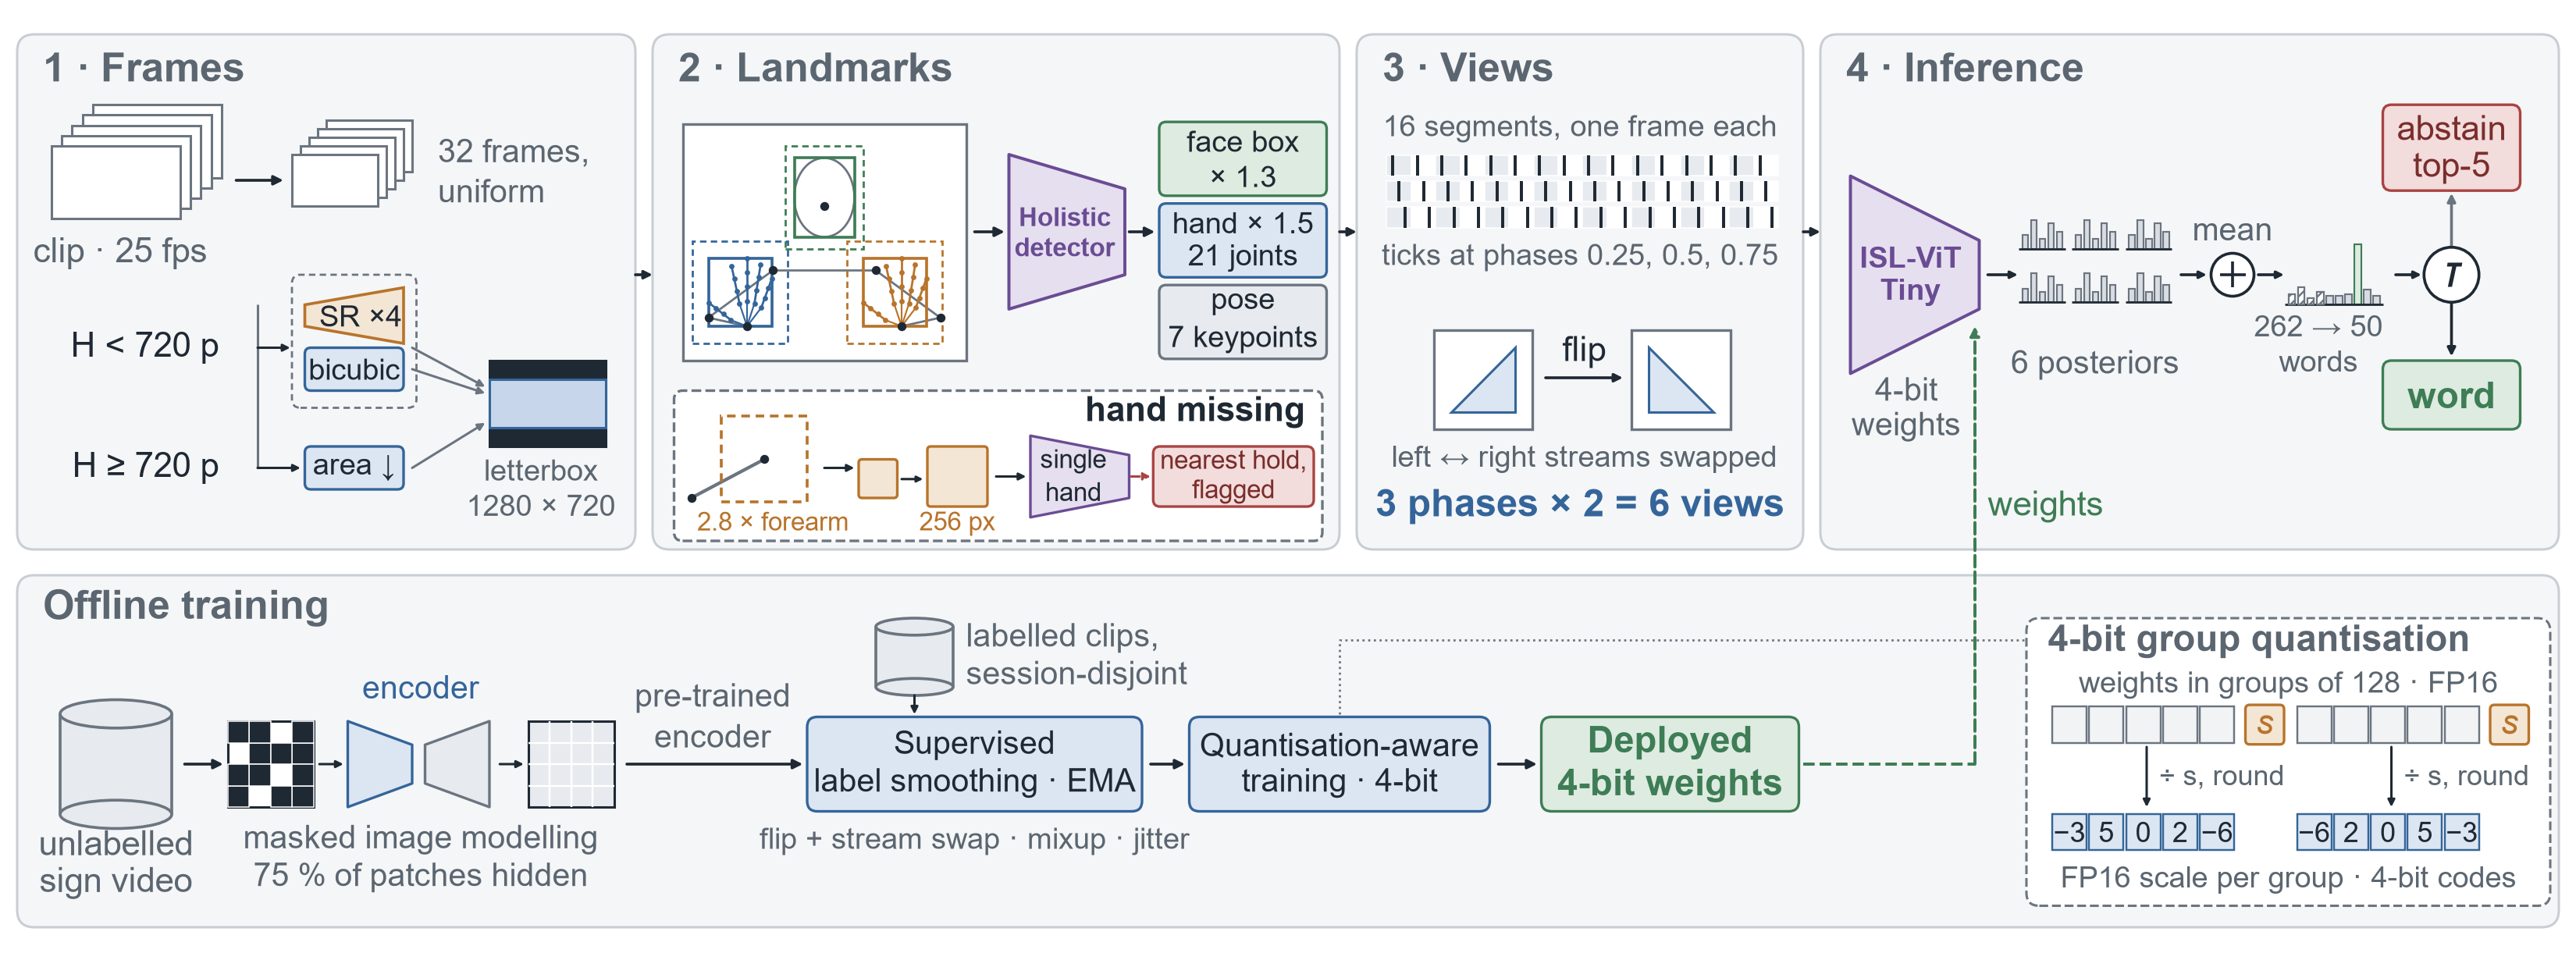 1 · Frames
32 frames,
uniform
clip · 25 fps
H < 720 p
SR ×4
bicubic
H ≥ 720 p
area ↓
letterbox
1280 × 720
2 · Landmarks
Holistic
detector
face box
× 1.3
hand × 1.5
21 joints
pose
7 keypoints
hand missing
2.8 × forearm
256 px
single
hand
nearest hold,
flagged
3 · Views
16 segments, one frame each
ticks at phases 0.25, 0.5, 0.75
flip
left ↔ right streams swapped
3 phases × 2 = 6 views
4 · Inference
ISL-ViT
Tiny
4-bit
weights
6 posteriors
mean
262 → 50
words
T
abstain
top-5
word
weights
Offline training
unlabelled
sign video
encoder
masked image modelling
75 % of patches hidden
pre-trained
encoder
labelled clips,
session-disjoint
Supervised
label smoothing · EMA
flip + stream swap · mixup · jitter
Quantisation-aware
training · 4-bit
Deployed
4-bit weights
4-bit group quantisation
weights in groups of 128 · FP16
S S
÷ s, round ÷ s, round
−3 5 0 2 −6 −6 2 0 5 −3
FP16 scale per group · 4-bit codes